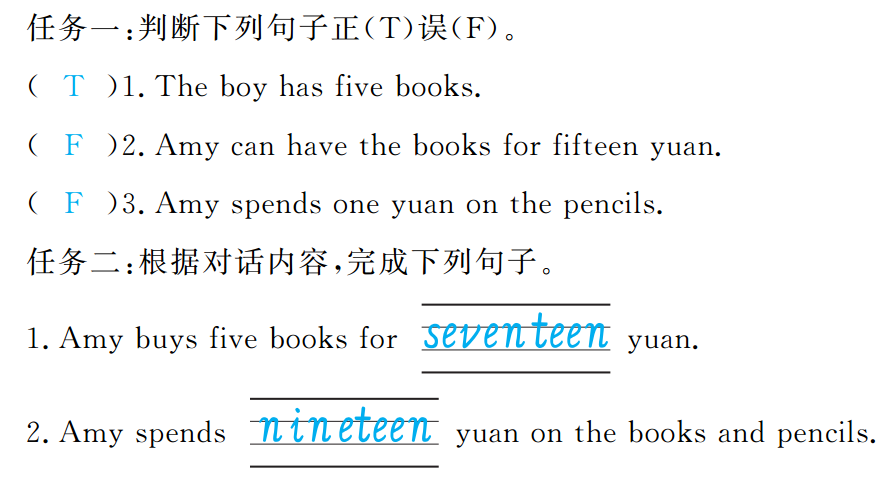 任务一:判断下列句子正(T)误(F)。
( T )1. The boy has five books.
( F )2. Amy can have the books for fifteen yuan.
( F )3. Amy spends one yuan on the pencils.
任务二:根据对话内容,完成下列句子。
1. Amy buys five books for seventeen yuan.
2. Amy spends nineteen yuan on the books and pencils.